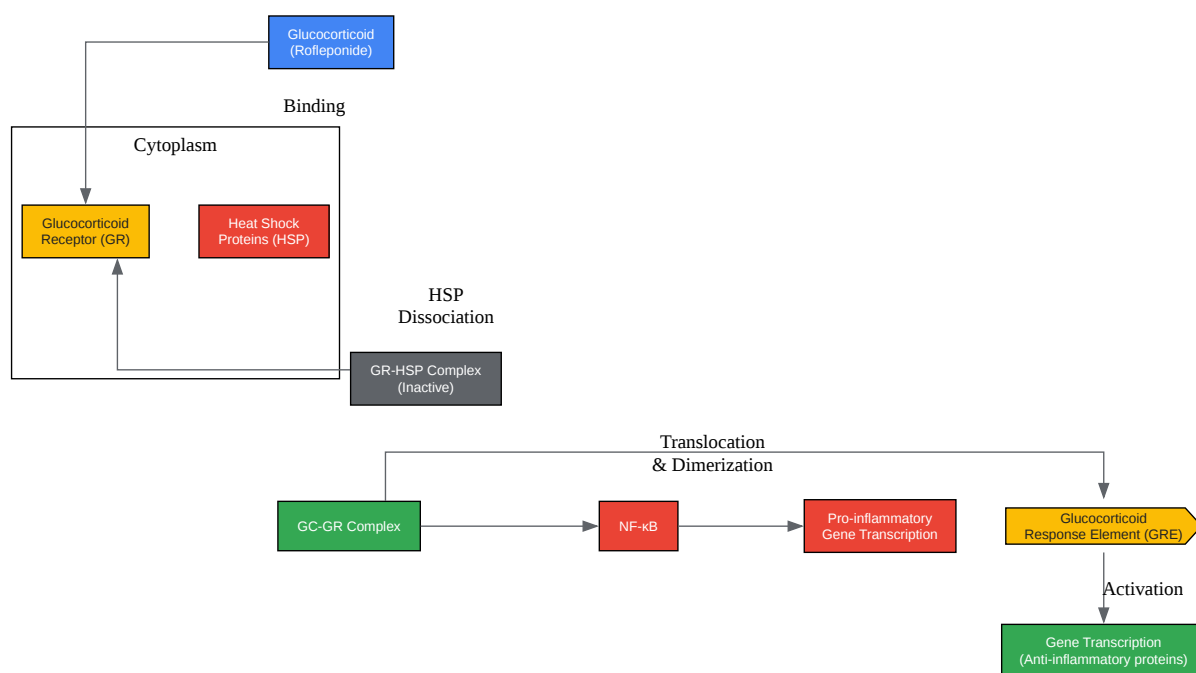 Glucocorticoid
(Rofleponide)
Binding
Cytoplasm
Glucocorticoid
Receptor (GR)
Heat Shock
Proteins (HSP)
HSP
Dissociation
GR-HSP Complex
(Inactive)
Translocation
& Dimerization
GC-GR Complex
NF-κB
Pro-inflammatory
Gene Transcription
Glucocorticoid
Response Element (GRE)
Activation
Gene Transcription
(Anti-inflammatory proteins)